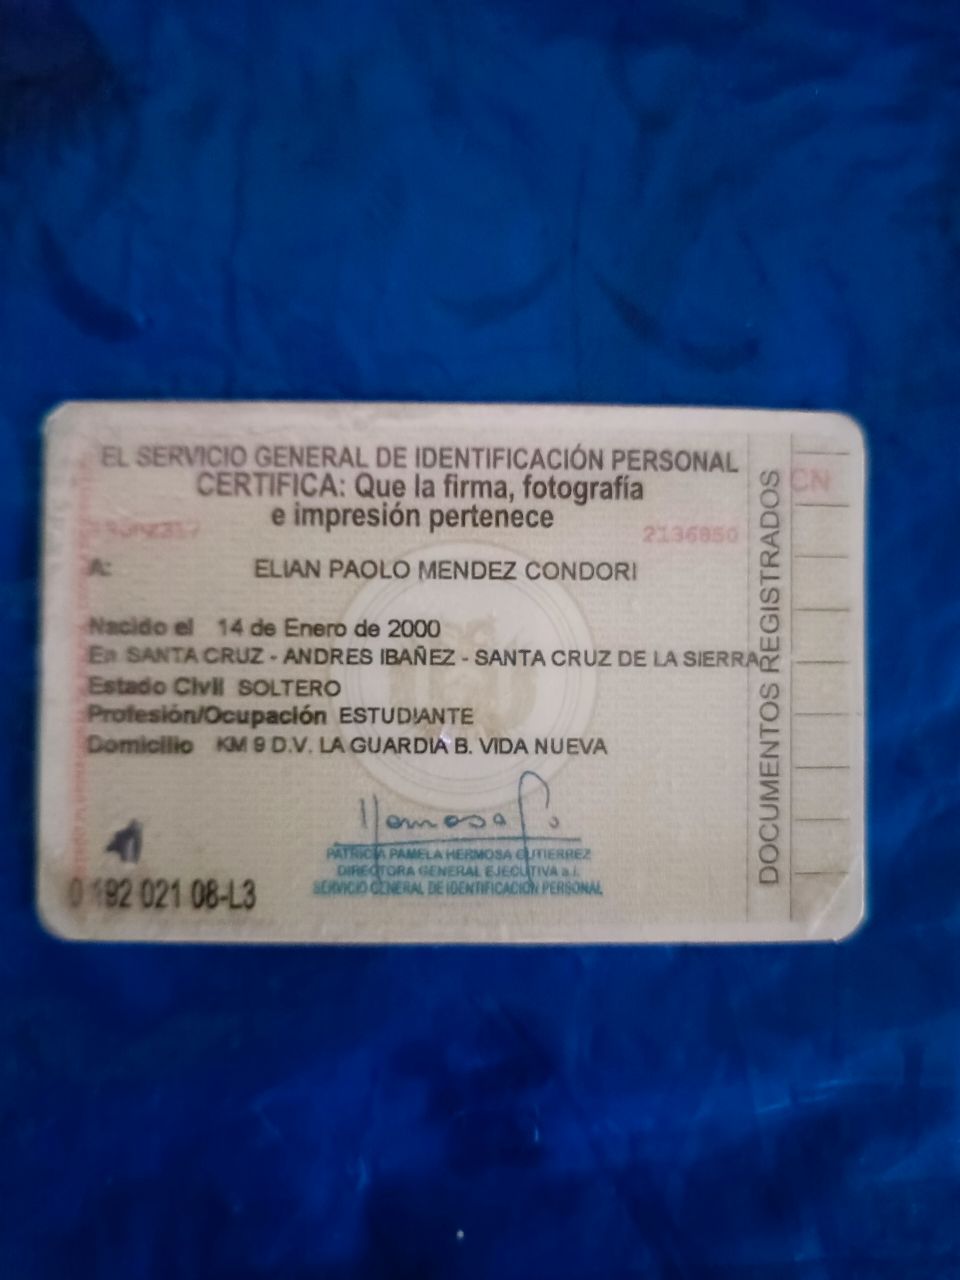 EL SERVICIO GENERAL DE IDENTIFICACIÓN PERSONAL
CERTIFICA: Que la firma, fotografía
e impresión pertenece
2136850
A: ELIAN PAOLO MENDEZ CONDORI
Nacido el 14 de Enero de 2000
En SANTA CRUZ - ANDRES IBAÑEZ - SANTA CRUZ DE LA SIERRA
Estado Civil SOLTERO
Profesión/Ocupación ESTUDIANTE
Domicilio KM 9 D.V. LA GUARDIA B. VIDA NUEVA
PATRICIA PAMELA HERMOSA GUTIERREZ
DIRECTORA GENERAL EJECUTIVA a.i.
SERVICIO GENERAL DE IDENTIFICACIÓN PERSONAL
021 08-L3
DOCUMENTOS REGISTRADOS
CN